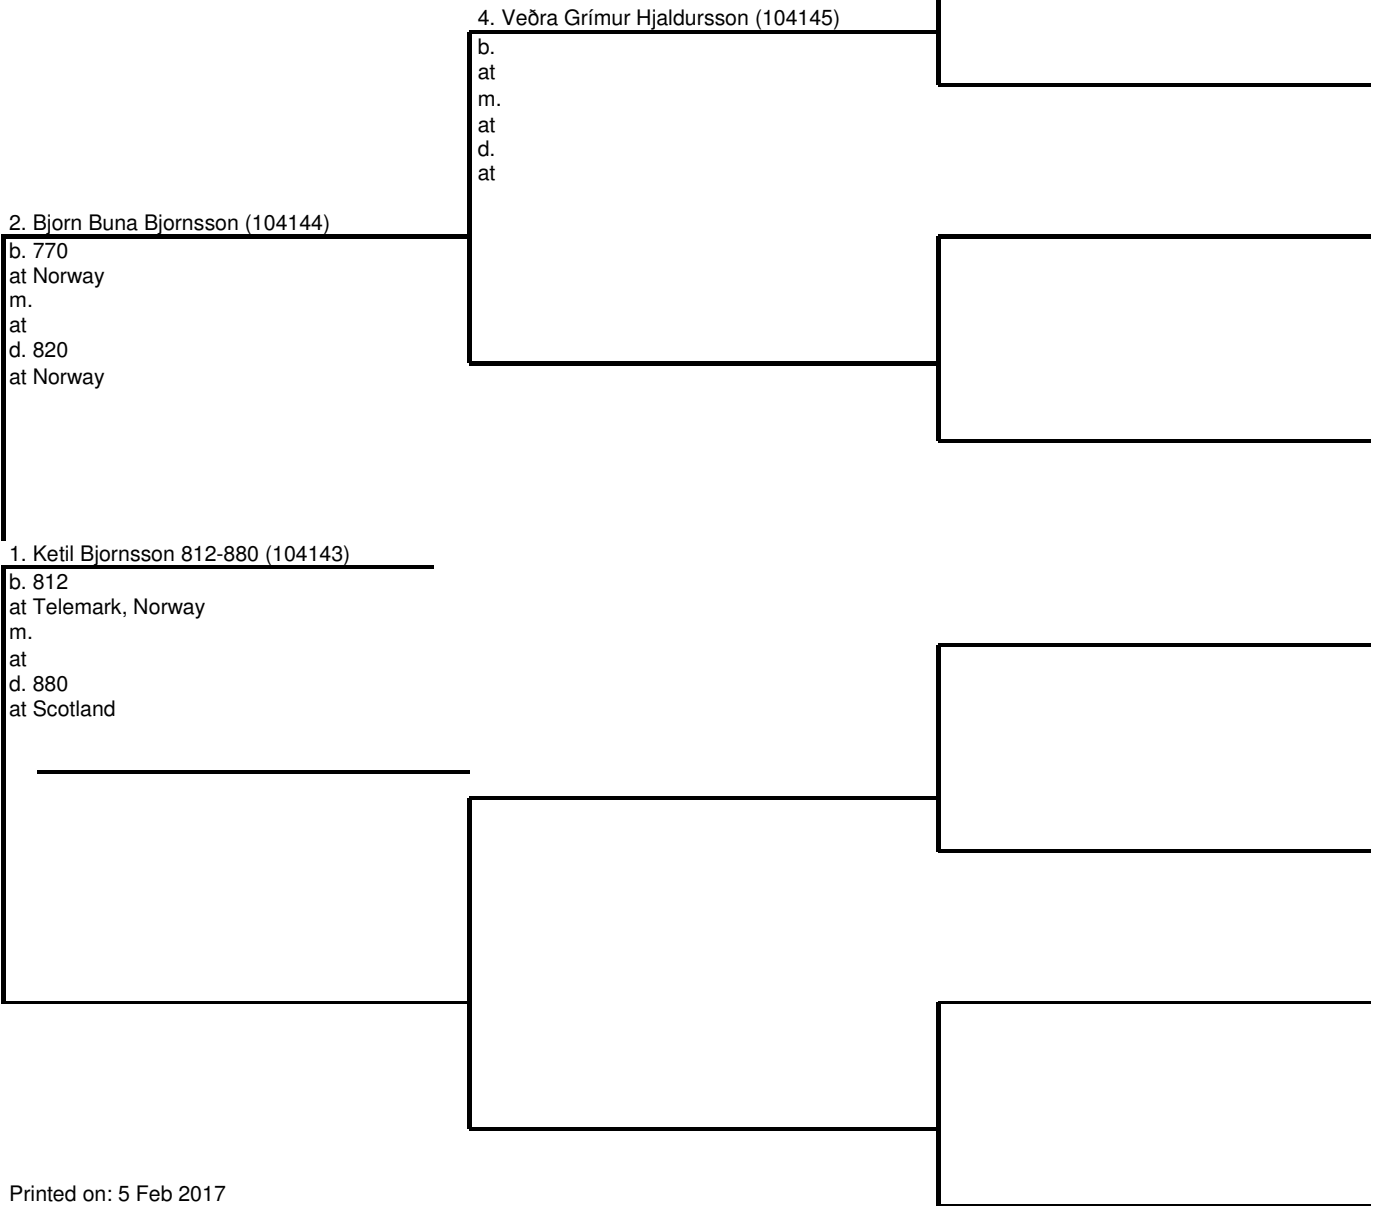 4. Veðra Grímur Hjaldursson (104145)
b.
at
m.
at
d.
at
2. Bjorn Buna Bjornsson (104144)
b. 770
at Norway
m.
at
d. 820
at Norway
1. Ketil Bjornsson 812-880 (104143)
b. 812
at Telemark, Norway
m.
at
d. 880
at Scotland
Printed on: 5 Feb 2017